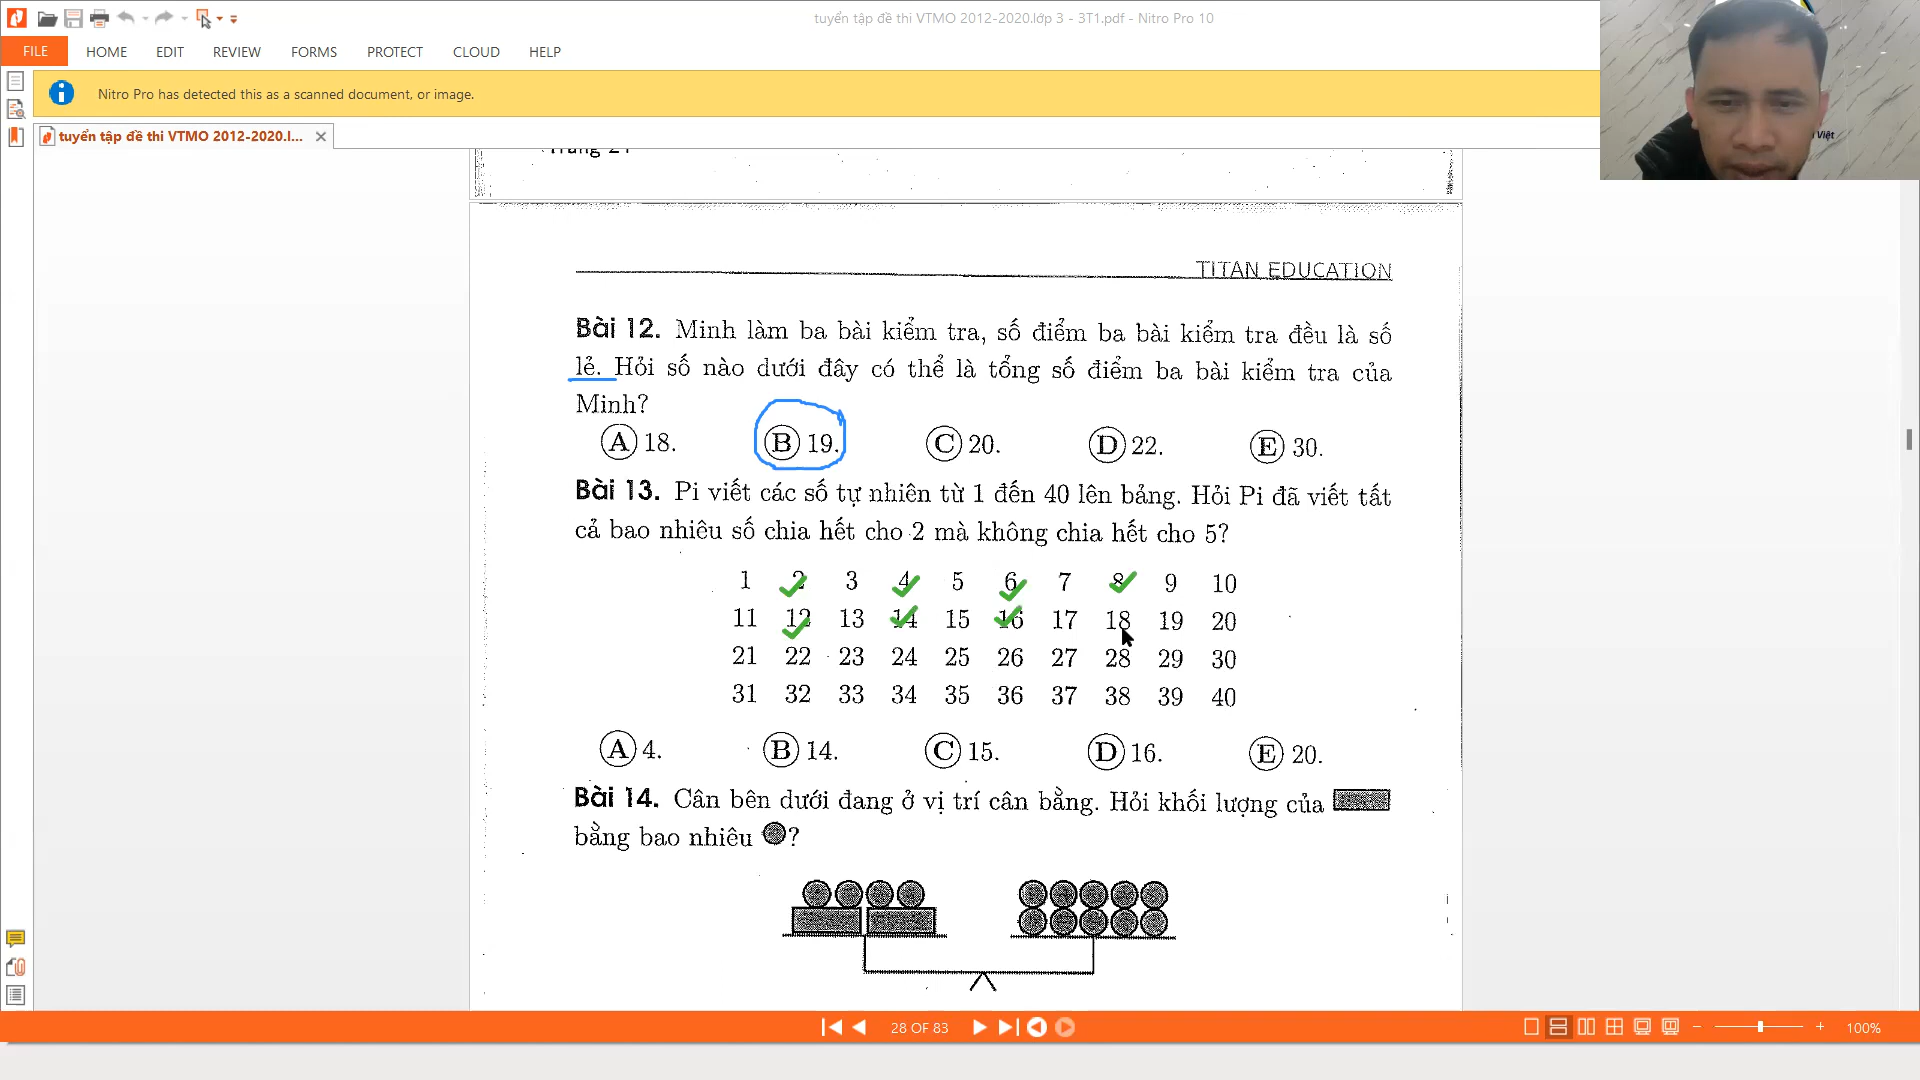 tuyển tập đề thi VTMO 2012-2020.lớp 3 - 3T1.pdf - Nitro Pro 10
FILE HOME EDIT REVIEW FORMS PROTECT CLOUD HELP
Nitro Pro has detected this as a scanned document, or image.
tuyển tập đề thi VTMO 2012-2020.l...
Việt
TITAN EDUCATION
Bài 12. Minh làm ba bài kiểm tra, số điểm ba bài kiểm tra đều là số
lẻ. Hỏi số nào dưới đây có thể là tổng số điểm ba bài kiểm tra của
Minh?
A 18. B 19. C 20. D 22. E 30.
Bài 13. Pi viết các số tự nhiên từ 1 đến 40 lên bảng. Hỏi Pi đã viết tất
cả bao nhiêu số chia hết cho 2 mà không chia hết cho 5?
1 2 3 4 5 6 7 8 9 10
11 12 13 14 15 16 17 18 19 20
21 22 23 24 25 26 27 28 29 30
31 32 33 34 35 36 37 38 39 40
A 4. B 14. C 15. D 16. E 20.
Bài 14. Cân bên dưới đang ở vị trí cân bằng. Hỏi khối lượng của
bằng bao nhiêu ?
28 OF 83
100%